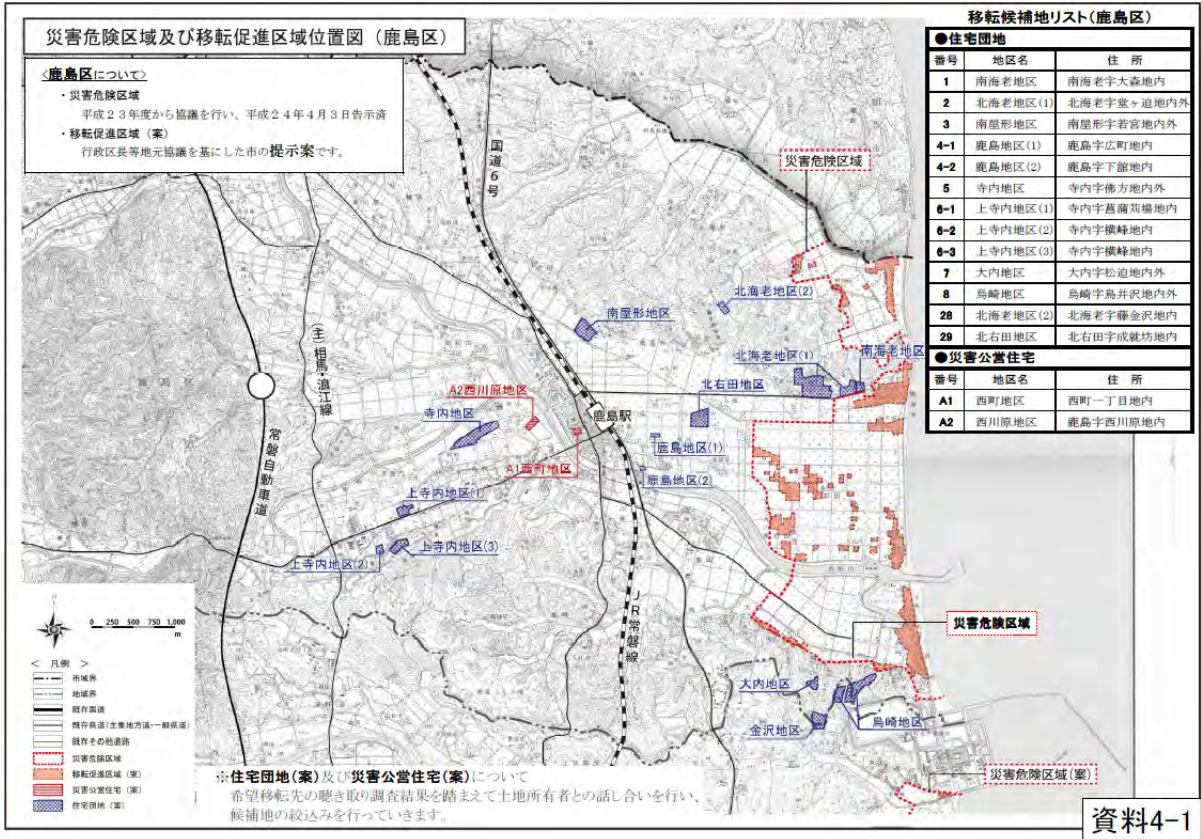 災害危険区域及び移転促進区域位置図（鹿島区）
<鹿島区について>
・災害危険区域
平成２３年度から協議を行い、平成２４年４月３日告示済
・移転促進区域（案）
行政区長等地元協議を基にした市の提示案です。
移転候補地リスト(鹿島区)
●住宅団地
番号 地区名 住所
1 南海老地区 南海老字大森地内
2 北海老地区(1) 北海老字堂ヶ迫地内外
3 南屋形地区 南屋形字若宮地内外
4-1 鹿島地区(1) 鹿島字広町地内
4-2 鹿島地区(2) 鹿島字下舘地内
5 寺内地区 寺内字佛方地内外
6-1 上寺内地区(1) 寺内字菖蒲苅場地内
6-2 上寺内地区(2) 寺内字横峰地内
6-3 上寺内地区(3) 寺内字横峰地内
7 大内地区 大内字松迫地内外
8 烏崎地区 烏崎字鳥井沢地内外
28 北海老地区(2) 北海老字藤金沢地内
29 北右田地区 北右田字成就坊地内
●災害公営住宅
番号 地区名 住所
A1 西町地区 西町一丁目地内
A2 西川原地区 鹿島字西川原地内
国道６号
災害危険区域
北海老地区(2)
南屋形地区
(主)相馬・浪江線
北海老地区(1)
南海老地区
北右田地区
A2西川原地区
寺内地区
鹿島駅
常磐自動車道
鹿島地区(1)
A1西町地区
鹿島地区(2)
上寺内地区(1)
上寺内地区(3)
上寺内地区(2)
ＪＲ常磐線
災害危険区域
大内地区
烏崎地区
金沢地区
災害危険区域(案)
0 250 500 750 1,000
m
< 凡例 >
市域界
地域界
既存国道
既存県道(主要地方道・一般県道)
既存その他道路
災害危険区域
移転促進区域（案）
災害公営住宅（案）
住宅団地（案）
※住宅団地(案)及び災害公営住宅(案)について
希望移転先の聴き取り調査結果を踏まえて土地所有者との話し合いを行い、
候補地の絞込みを行っていきます。
資料4-1